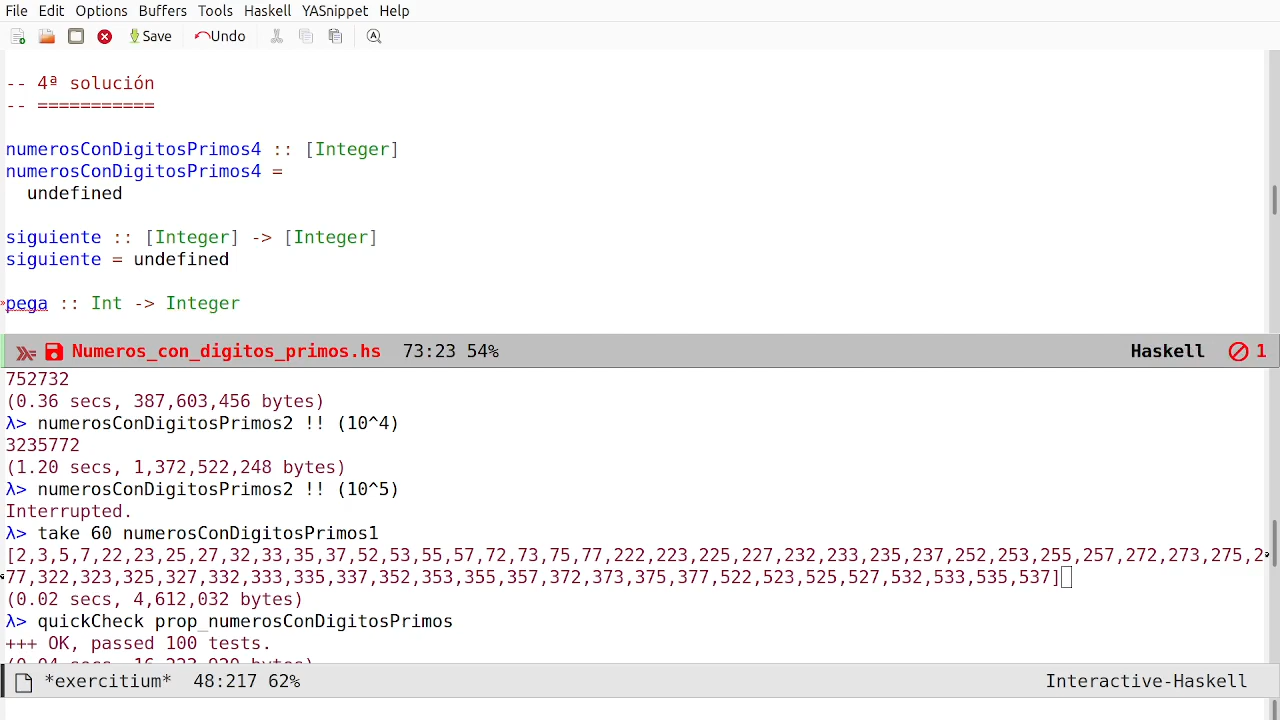 File Edit Options Buffers Tools Haskell YASnippet Help
Save Undo
-- 4ª solución
-- ===========
numerosConDigitosPrimos4 :: [Integer]
numerosConDigitosPrimos4 =
undefined
siguiente :: [Integer] -> [Integer]
siguiente = undefined
pega :: Int -> Integer
Numeros_con_digitos_primos.hs 73:23 54% Haskell 1
752732
(0.36 secs, 387,603,456 bytes)
λ> numerosConDigitosPrimos2 !! (10^4)
3235772
(1.20 secs, 1,372,522,248 bytes)
λ> numerosConDigitosPrimos2 !! (10^5)
Interrupted.
λ> take 60 numerosConDigitosPrimos1
[2,3,5,7,22,23,25,27,32,33,35,37,52,53,55,57,72,73,75,77,222,223,225,227,232,233,235,237,252,253,255,257,272,273,275,2
77,322,323,325,327,332,333,335,337,352,353,355,357,372,373,375,377,522,523,525,527,532,533,535,537]
(0.02 secs, 4,612,032 bytes)
λ> quickCheck prop_numerosConDigitosPrimos
+++ OK, passed 100 tests.
(0.04 secs, 16,223,920 bytes)
*exercitium* 48:217 62% Interactive-Haskell